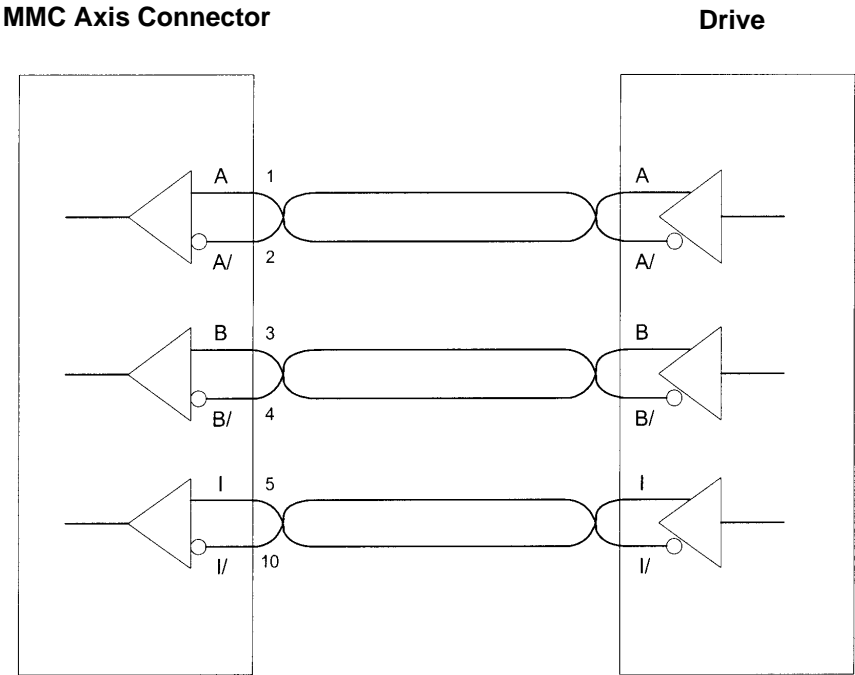 MMC Axis Connector
Drive
A 1
A
A/ 2
A/
B 3
B
B/ 4
B/
I 5
I
I/ 10
I/